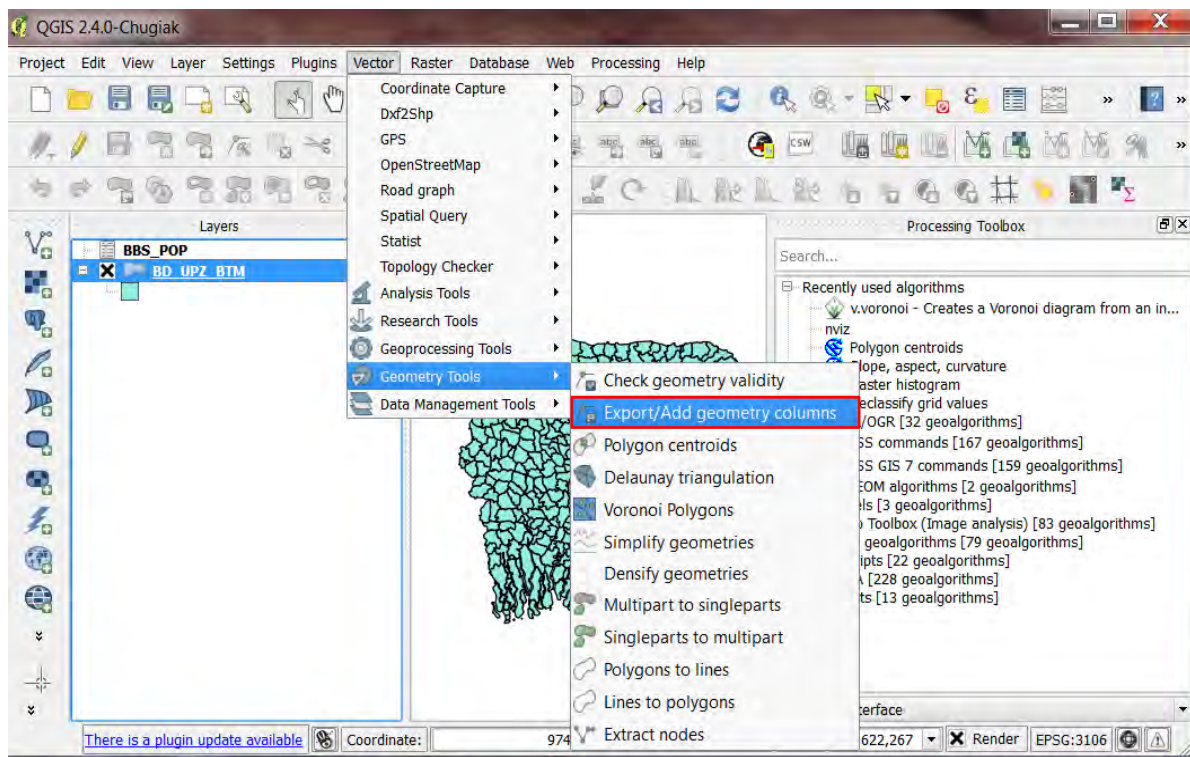 QGIS 2.4.0-Chugiak
Project Edit View Layer Settings Plugins Vector Raster Database Web Processing Help
Coordinate Capture
Dxf2Shp
GPS
OpenStreetMap
Road graph
Spatial Query
Statist
Topology Checker
Analysis Tools
Research Tools
Geoprocessing Tools
Geometry Tools
Data Management Tools
Check geometry validity
Export/Add geometry columns
Polygon centroids
Delaunay triangulation
Voronoi Polygons
Simplify geometries
Densify geometries
Multipart to singleparts
Singleparts to multipart
Polygons to lines
Lines to polygons
Extract nodes
abc abc abc
CSW
Layers
BBS_POP
BD_UPZ_BTM
Processing Toolbox
Search...
Recently used algorithms
v.voronoi - Creates a Voronoi diagram from an in...
nviz
Polygon centroids
Slope, aspect, curvature
aster histogram
eclassify grid values
/OGR [32 geoalgorithms]
SS commands [167 geoalgorithms]
SS GIS 7 commands [159 geoalgorithms]
EOM algorithms [2 geoalgorithms]
ls [3 geoalgorithms]
Toolbox (Image analysis) [83 geoalgorithms]
geoalgorithms [79 geoalgorithms]
ipts [22 geoalgorithms]
[228 geoalgorithms]
ts [13 geoalgorithms]
erface
There is a plugin update available Coordinate: 974 622,267 Render EPSG:3106